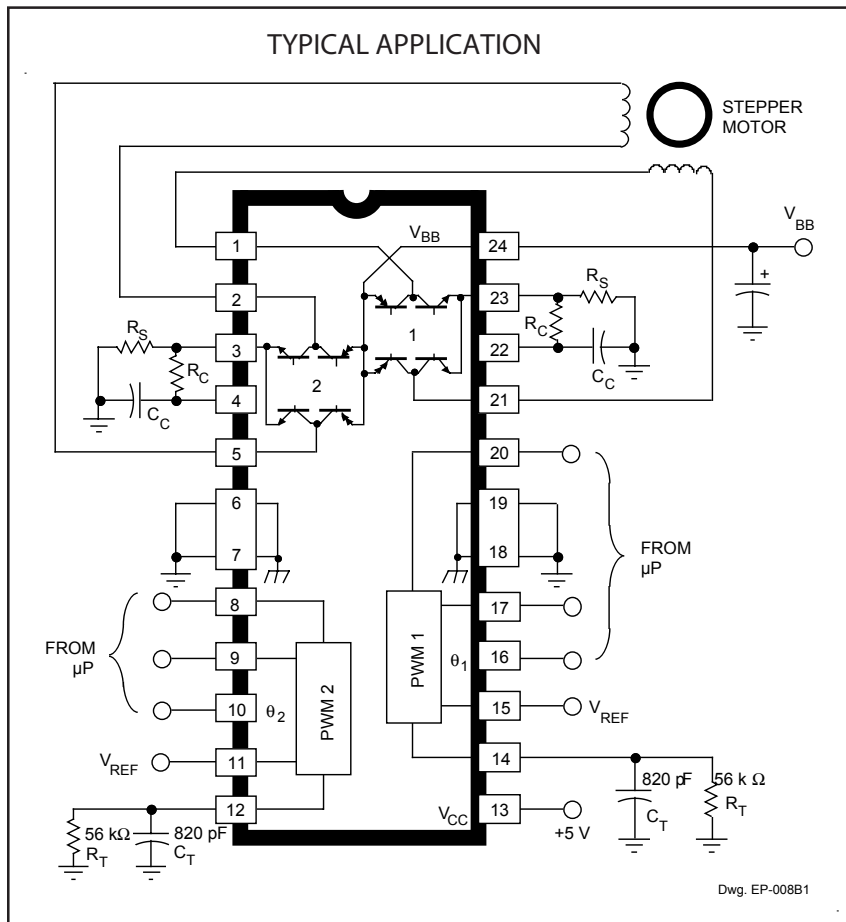 TYPICAL APPLICATION
STEPPER
MOTOR
V_BB
1
V_BB
24
2
23
R_S
R_C
R_S
3
1
22
R_C
2
C_C
C_C
4
21
5
20
6
19
7
18
FROM
µP
8
17
FROM
µP
9
PWM 2
PWM 1
θ_1
16
10
θ_2
15
V_REF
V_REF
11
14
12
820 pF
56 k Ω
C_T
R_T
56 kΩ
820 pF
R_T
C_T
V_CC
13
+5 V
Dwg. EP-008B1